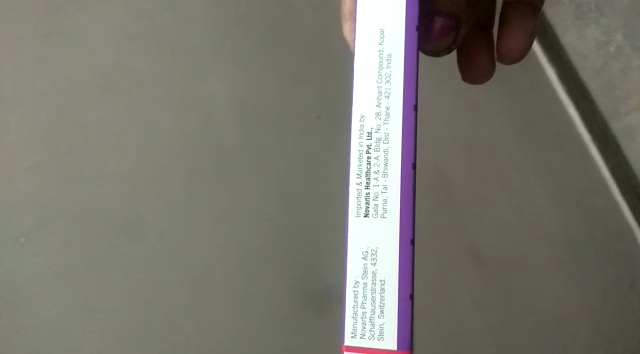 Manufactured by :
Novartis Pharma Stein AG,
Schaffhauserstrasse, 4332,
Stein, Switzerland.
Imported & Marketed in India by:
Novartis Healthcare Pvt. Ltd.,
Gala No. 1-A & 2-A, Bldg. No. 28, Arihant Compound, Kopar,
Purna, Tal - Bhiwandi, Dist - Thane - 421 302, India.